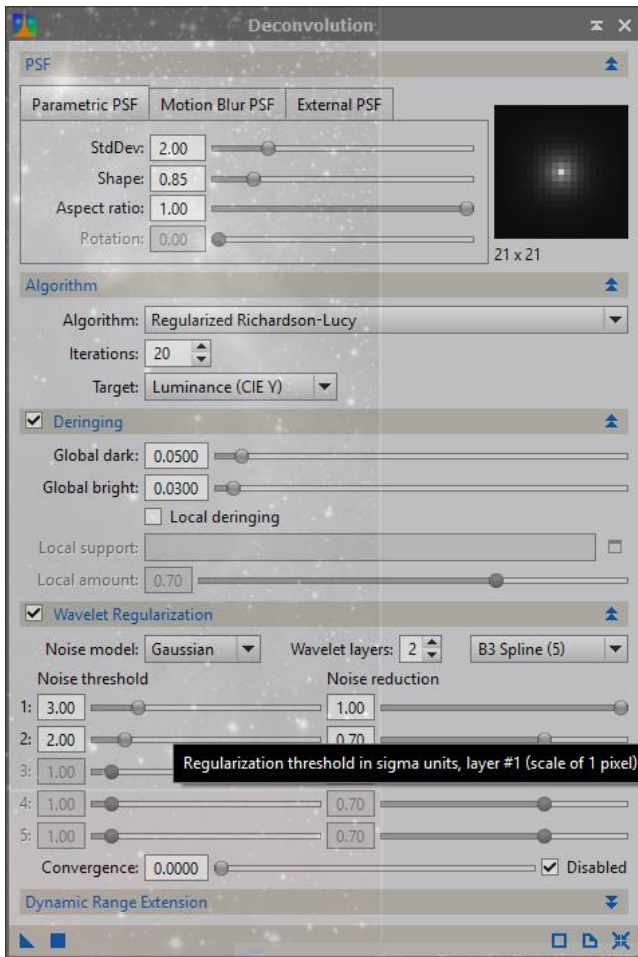 Deconvolution
PSF
Parametric PSF Motion Blur PSF External PSF
StdDev: 2.00
Shape: 0.85
Aspect ratio: 1.00
Rotation: 0.00
21 x 21
Algorithm
Algorithm: Regularized Richardson-Lucy
Iterations: 20
Target: Luminance (CIE Y)
Deringing
Global dark: 0.0500
Global bright: 0.0300
Local deringing
Local support:
Local amount: 0.70
Wavelet Regularization
Noise model: Gaussian Wavelet layers: 2 B3 Spline (5)
Noise threshold Noise reduction
1: 3.00 1.00
2: 2.00 0.70
Regularization threshold in sigma units, layer #1 (scale of 1 pixel)
3: 1.00
4: 1.00 0.70
5: 1.00 0.70
Convergence: 0.0000 Disabled
Dynamic Range Extension